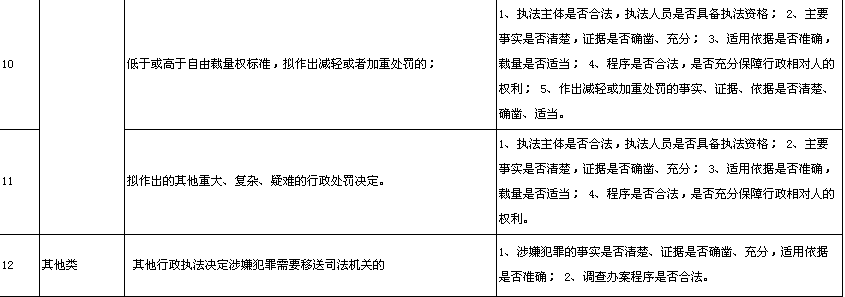 10
低于或高于自由裁量权标准，拟作出减轻或者加重处罚的；
1、执法主体是否合法，执法人员是否具备执法资格； 2、主要
事实是否清楚，证据是否确凿、充分； 3、适用依据是否准确，
裁量是否适当； 4、程序是否合法，是否充分保障行政相对人的
权利； 5、作出减轻或加重处罚的事实、证据、依据是否清楚、
确凿、适当。
11
拟作出的其他重大、复杂、疑难的行政处罚决定。
1、执法主体是否合法，执法人员是否具备执法资格； 2、主要
事实是否清楚，证据是否确凿、充分； 3、适用依据是否准确，
裁量是否适当； 4、程序是否合法，是否充分保障行政相对人的
权利。
12
其他类
其他行政执法决定涉嫌犯罪需要移送司法机关的
1、涉嫌犯罪的事实是否清楚、证据是否确凿、充分，适用依据
是否准确； 2、调查办案程序是否合法。